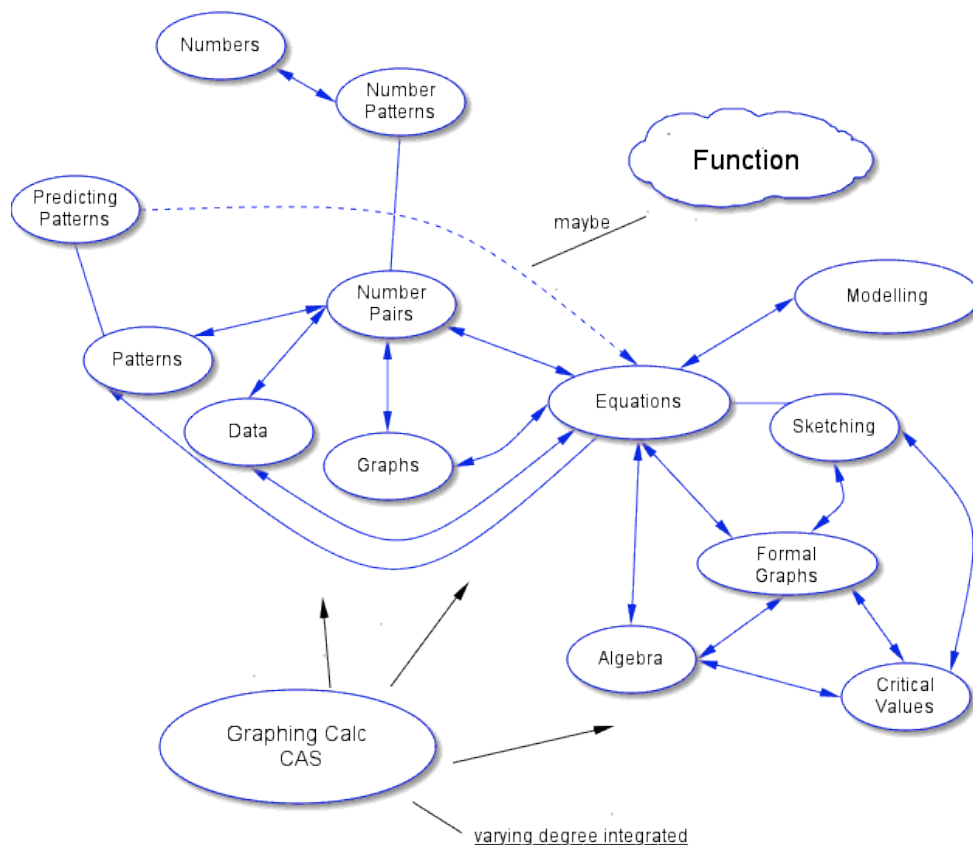 Numbers
Number
Patterns
Function
Predicting
Patterns
maybe
Number
Pairs
Modelling
Patterns
Equations
Sketching
Data
Graphs
Formal
Graphs
Algebra
Critical
Values
Graphing Calc
CAS
varying degree integrated